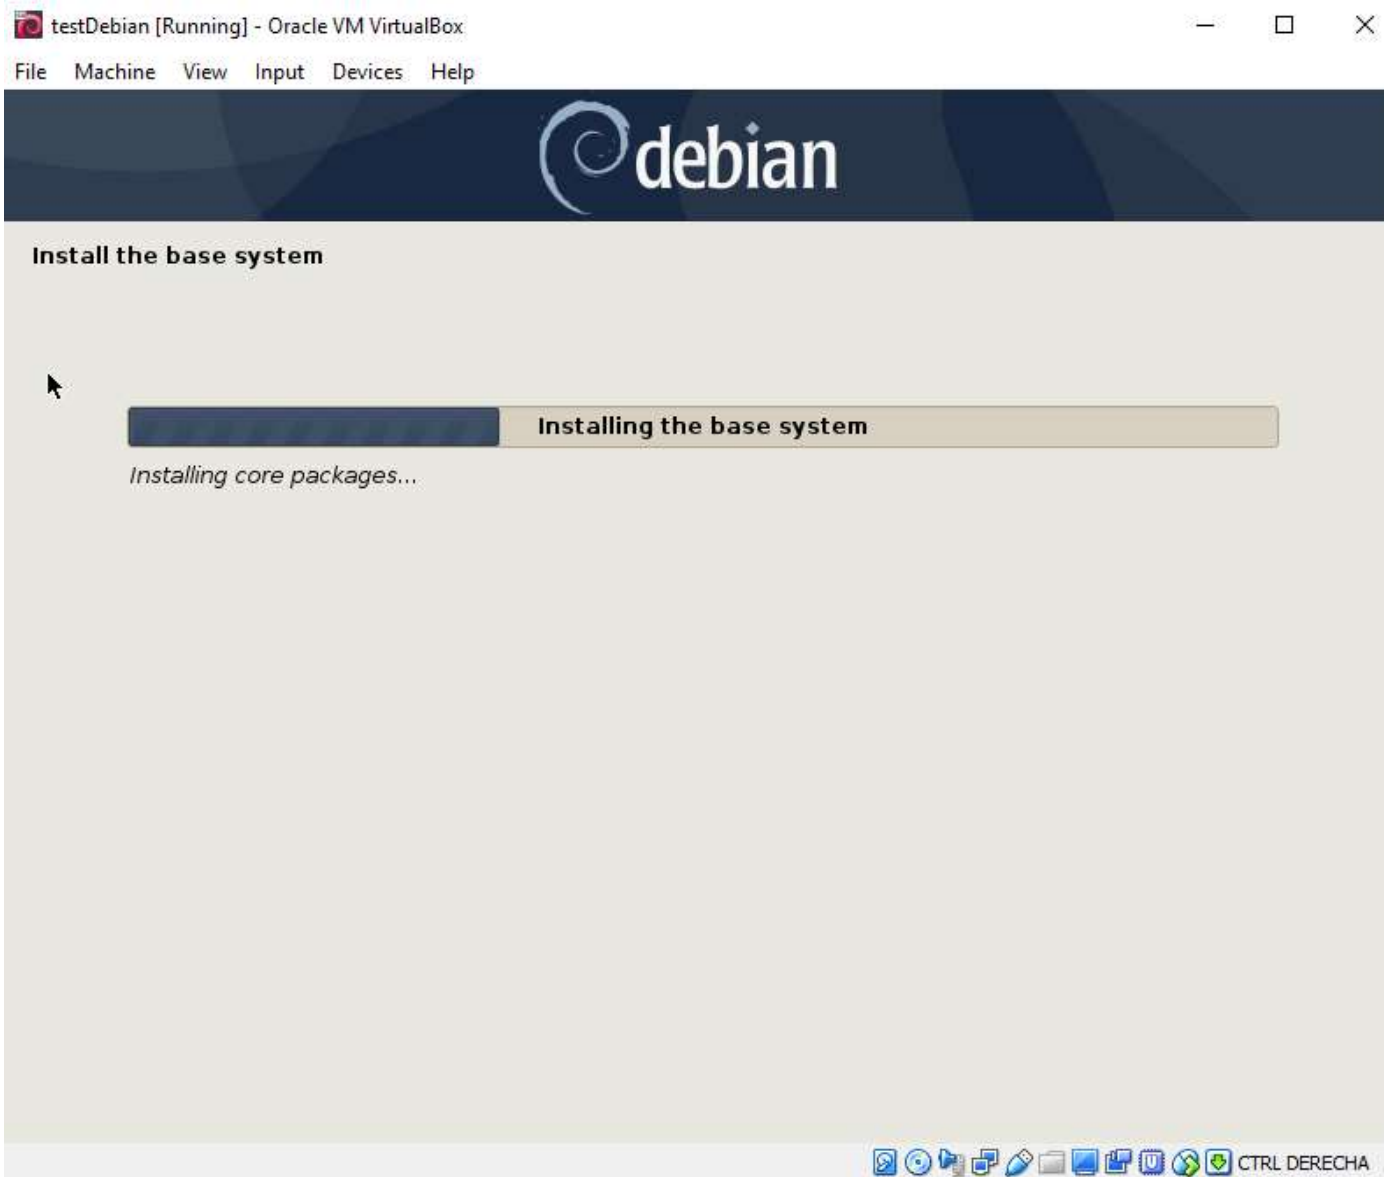 testDebian [Running] - Oracle VM VirtualBox
File Machine View Input Devices Help
debian
Install the base system
Installing the base system
Installing core packages...
CTRL DERECHA